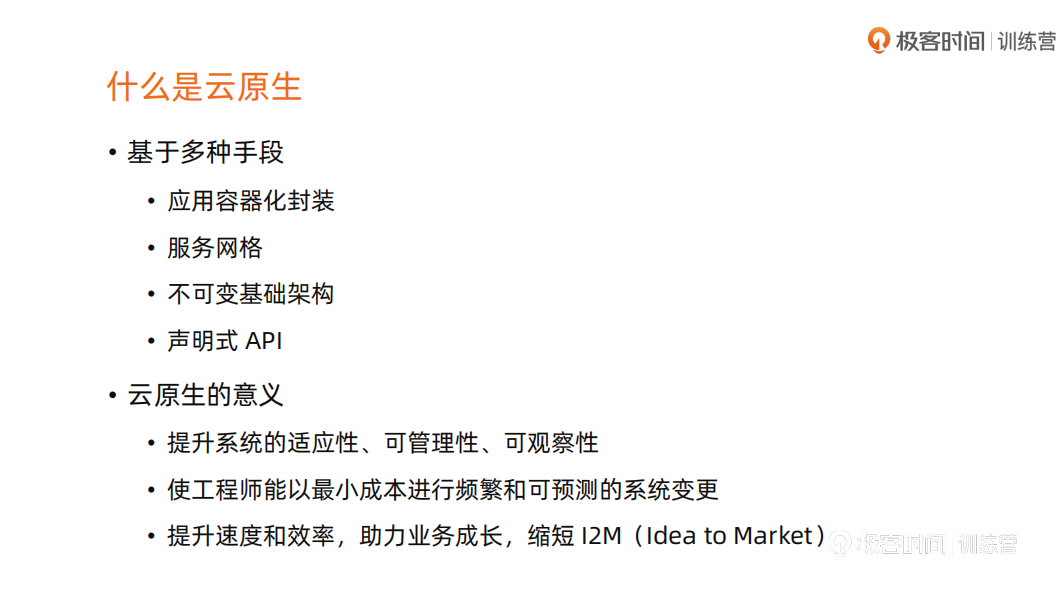 极客时间 | 训练营
什么是云原生
• 基于多种手段
• 应用容器化封装
• 服务网格
• 不可变基础架构
• 声明式 API
• 云原生的意义
• 提升系统的适应性、可管理性、可观察性
• 使工程师能以最小成本进行频繁和可预测的系统变更
• 提升速度和效率，助力业务成长，缩短 I2M（Idea to Market）
极客时间 | 训练营